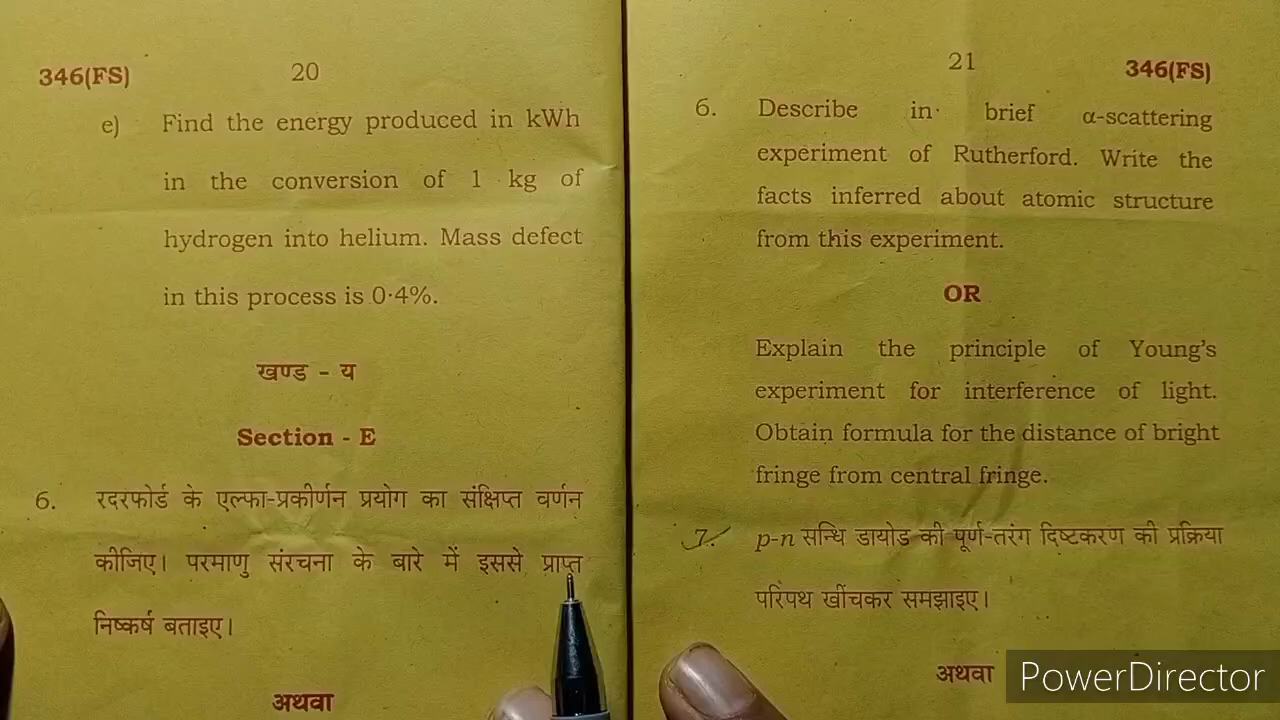 346(FS) 20
e) Find the energy produced in kWh
in the conversion of 1 kg of
hydrogen into helium. Mass defect
in this process is 0·4%.
खण्ड - य
Section - E
6. रदरफोर्ड के एल्फा-प्रकीर्णन प्रयोग का संक्षिप्त वर्णन
कीजिए। परमाणु संरचना के बारे में इससे प्राप्त
निष्कर्ष बताइए।
अथवा
21 346(FS)
6. Describe in brief α-scattering
experiment of Rutherford. Write the
facts inferred about atomic structure
from this experiment.
OR
Explain the principle of Young's
experiment for interference of light.
Obtain formula for the distance of bright
fringe from central fringe.
7. p-n सन्धि डायोड की पूर्ण-तरंग दिष्टकरण की प्रक्रिया
परिपथ खींचकर समझाइए।
अथवा
PowerDirector